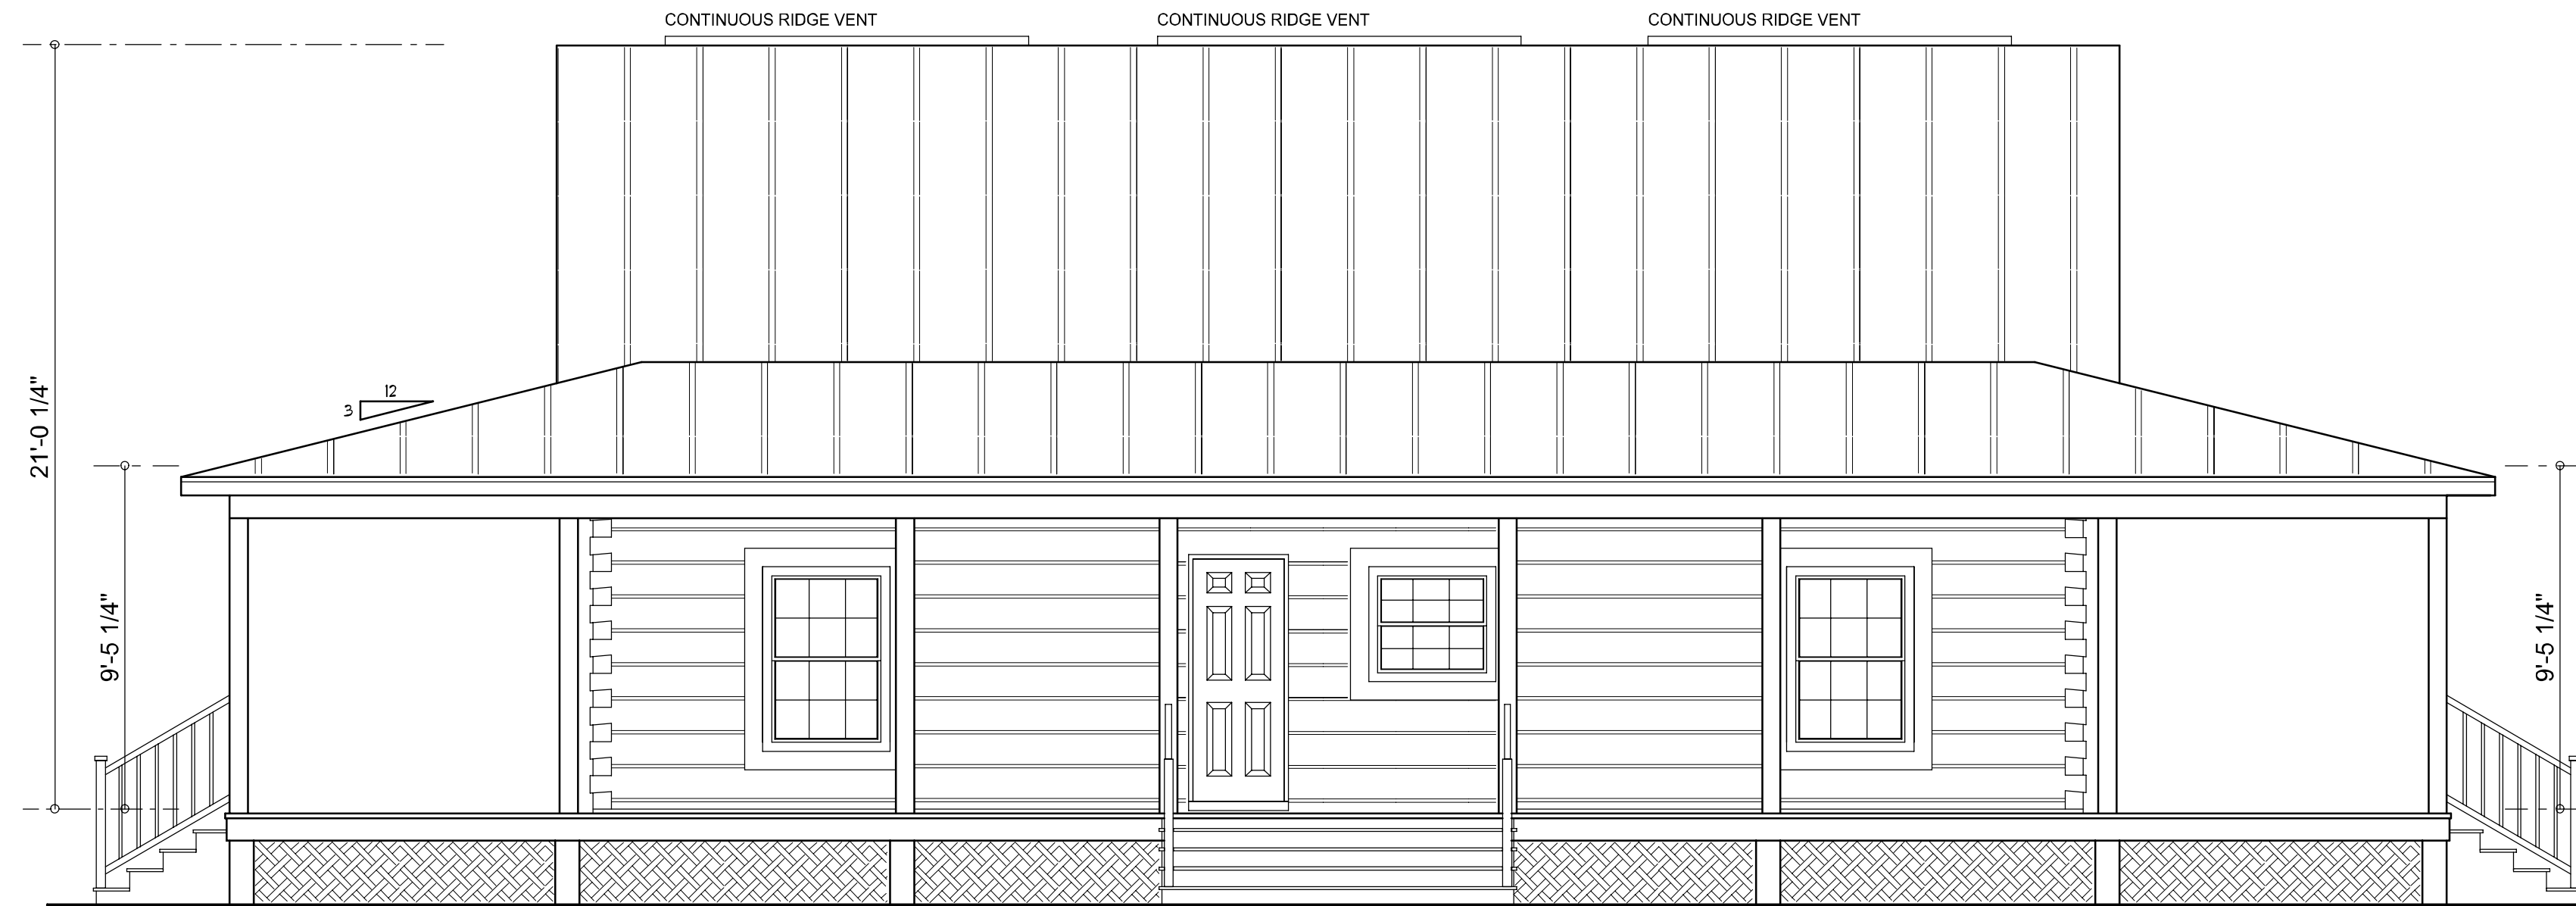 CONTINUOUS RIDGE VENT
CONTINUOUS RIDGE VENT
CONTINUOUS RIDGE VENT
21'-0 1/4"
12
3
9'-5 1/4"
9'-5 1/4"